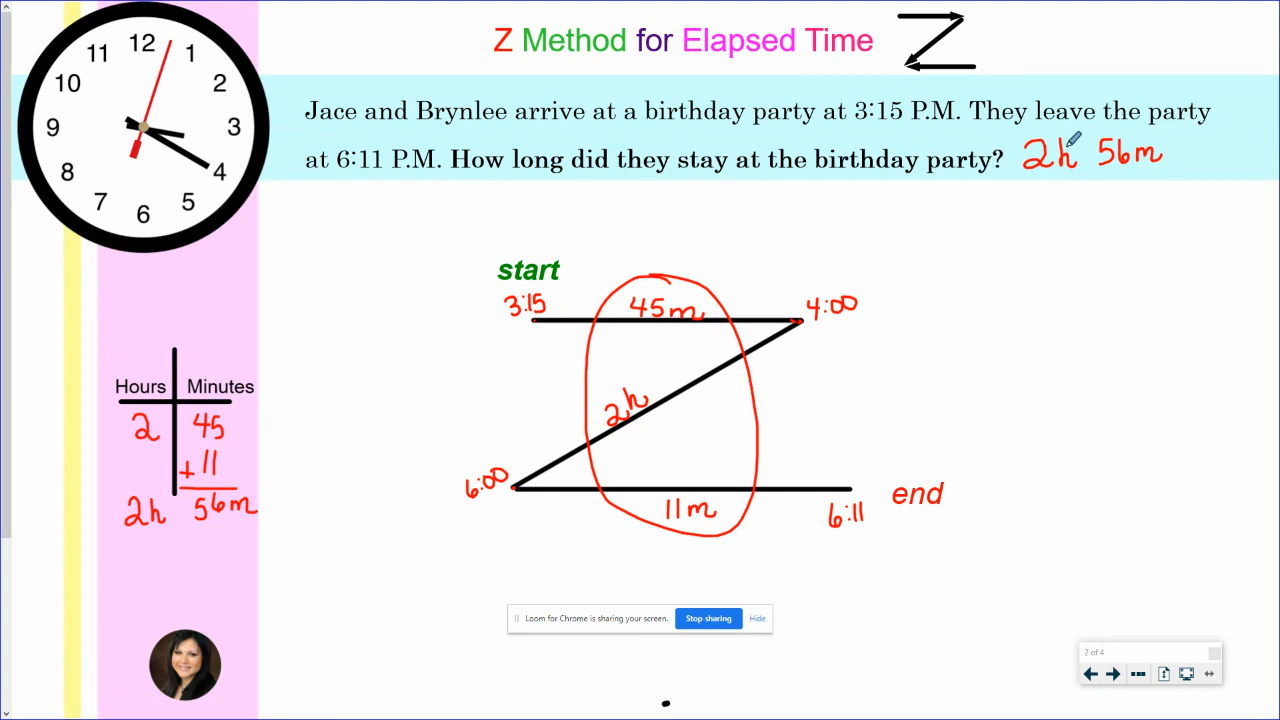 Z Method for Elapsed Time
12
11
1
10
2
9
3
8
4
7
5
6
Jace and Brynlee arrive at a birthday party at 3:15 P.M. They leave the party
at 6:11 P.M. How long did they stay at the birthday party? 2h 56m
start
3:15 45m 4:00
2h
6:00
11m 6:11
end
Hours Minutes
2 45
+ 11
2h 56m
Loom for Chrome is sharing your screen. Stop sharing Hide
2 of 4